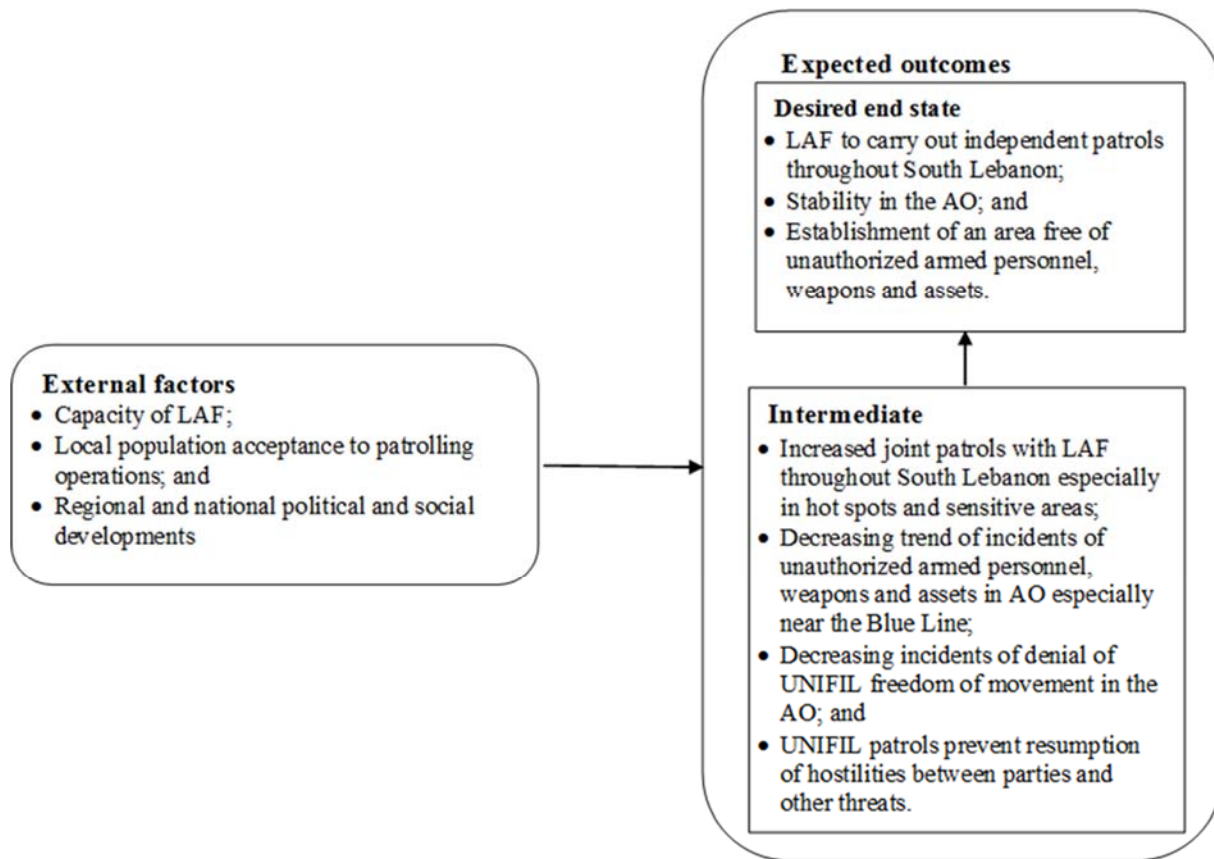 Expected outcomes
Desired end state
• LAF to carry out independent patrols
throughout South Lebanon;
• Stability in the AO; and
• Establishment of an area free of
unauthorized armed personnel,
weapons and assets.
External factors
• Capacity of LAF;
• Local population acceptance to patrolling
operations; and
• Regional and national political and social
developments
Intermediate
• Increased joint patrols with LAF
throughout South Lebanon especially
in hot spots and sensitive areas;
• Decreasing trend of incidents of
unauthorized armed personnel,
weapons and assets in AO especially
near the Blue Line;
• Decreasing incidents of denial of
UNIFIL freedom of movement in the
AO; and
• UNIFIL patrols prevent resumption
of hostilities between parties and
other threats.